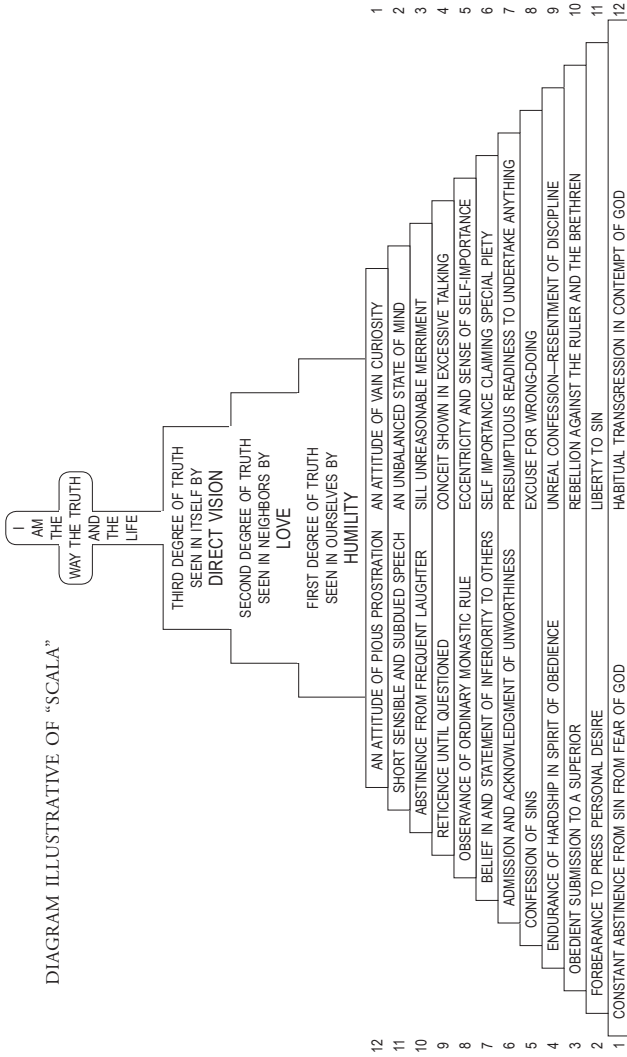 DIAGRAM ILLUSTRATIVE OF “SCALA”
I
AM
THE
WAY THE TRUTH
AND
THE
LIFE
THIRD DEGREE OF TRUTH
SEEN IN ITSELF BY
DIRECT VISION
SECOND DEGREE OF TRUTH
SEEN IN NEIGHBORS BY
LOVE
FIRST DEGREE OF TRUTH
SEEN IN OURSELVES BY
HUMILITY
12 AN ATTITUDE OF PIOUS PROSTRATION AN ATTITUDE OF VAIN CURIOSITY 1
11 SHORT SENSIBLE AND SUBDUED SPEECH AN UNBALANCED STATE OF MIND 2
10 ABSTINENCE FROM FREQUENT LAUGHTER SILL UNREASONABLE MERRIMENT 3
9 RETICENCE UNTIL QUESTIONED CONCEIT SHOWN IN EXCESSIVE TALKING 4
8 OBSERVANCE OF ORDINARY MONASTIC RULE ECCENTRICITY AND SENSE OF SELF-IMPORTANCE 5
7 BELIEF IN AND STATEMENT OF INFERIORITY TO OTHERS SELF IMPORTANCE CLAIMING SPECIAL PIETY 6
6 ADMISSION AND ACKNOWLEDGMENT OF UNWORTHINESS PRESUMPTUOUS READINESS TO UNDERTAKE ANYTHING 7
5 CONFESSION OF SINS EXCUSE FOR WRONG-DOING 8
4 ENDURANCE OF HARDSHIP IN SPIRIT OF OBEDIENCE UNREAL CONFESSION—RESENTMENT OF DISCIPLINE 9
3 OBEDIENT SUBMISSION TO A SUPERIOR REBELLION AGAINST THE RULER AND THE BRETHREN 10
2 FORBEARANCE TO PRESS PERSONAL DESIRE LIBERTY TO SIN 11
1 CONSTANT ABSTINENCE FROM SIN FROM FEAR OF GOD HABITUAL TRANSGRESSION IN CONTEMPT OF GOD 12